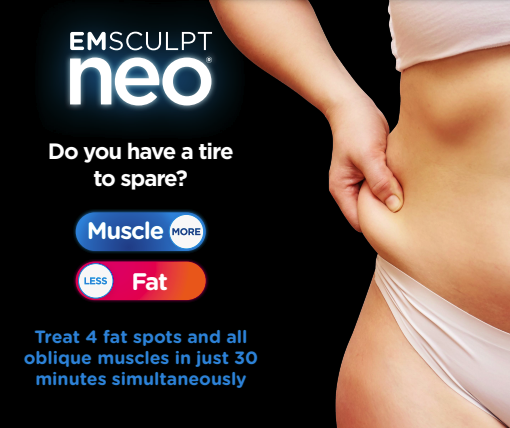 EMSCULPT
neo®
Do you have a tire
to spare?
Muscle MORE
LESS Fat
Treat 4 fat spots and all
oblique muscles in just 30
minutes simultaneously